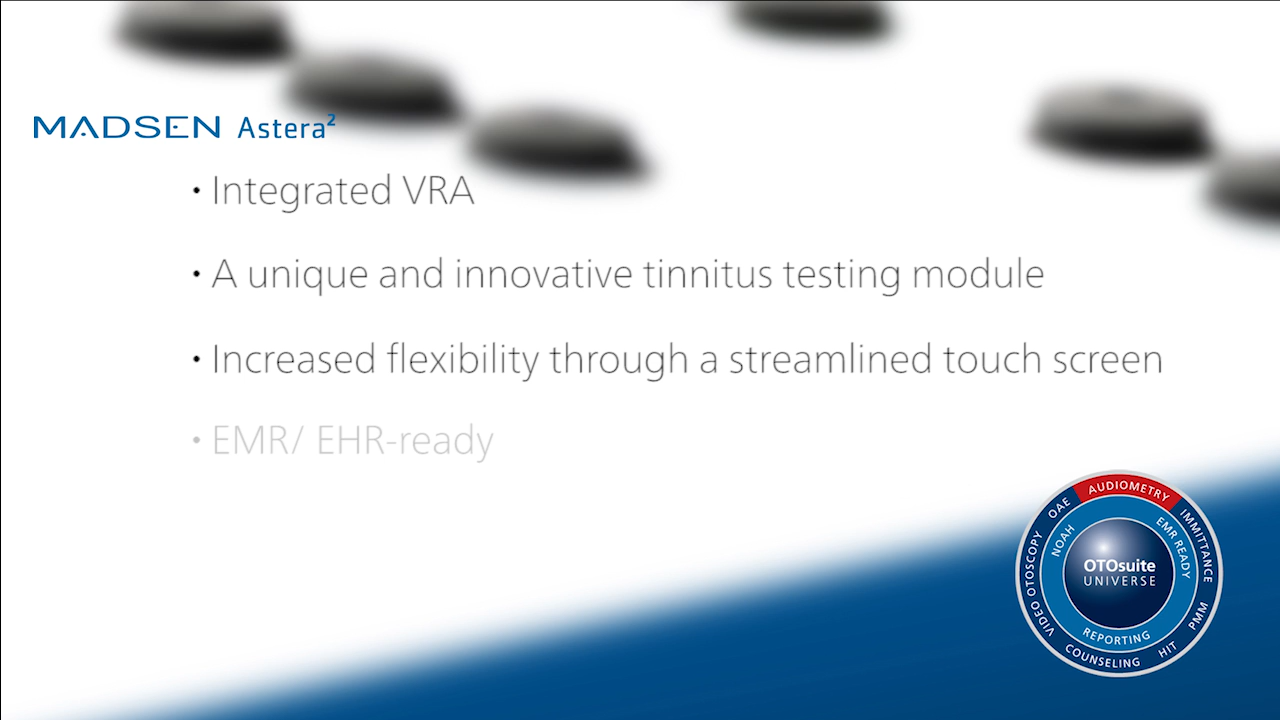 MADSEN Astera²
• Integrated VRA
• A unique and innovative tinnitus testing module
• Increased flexibility through a streamlined touch screen
• EMR/ EHR-ready
OAE
AUDIOMETRY
IMMITTANCE
PMM
HIT
COUNSELING
VIDEO OTOSCOPY
NOAH
EMR READY
REPORTING
OTOsuite
UNIVERSE